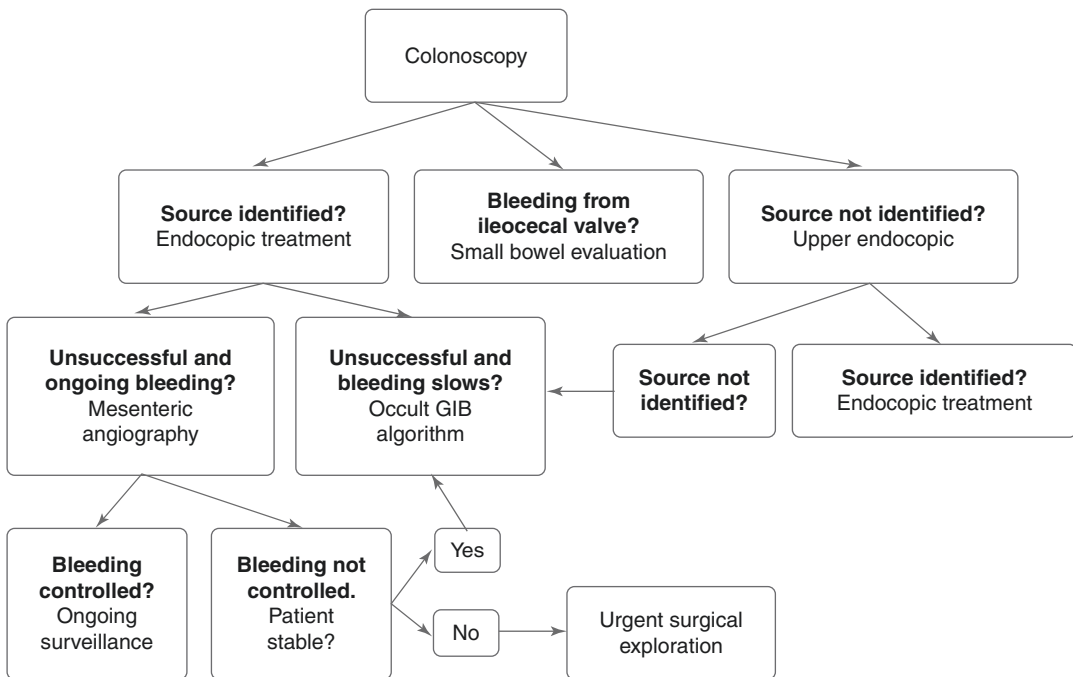 Colonoscopy
Source identified?
Endocopic treatment
Bleeding from
ileocecal valve?
Small bowel evaluation
Source not identified?
Upper endocopic
Unsuccessful and
ongoing bleeding?
Mesenteric
angiography
Unsuccessful and
bleeding slows?
Occult GIB
algorithm
Source not
identified?
Source identified?
Endocopic treatment
Bleeding
controlled?
Ongoing
surveillance
Bleeding not
controlled.
Patient
stable?
Yes
No
Urgent surgical
exploration